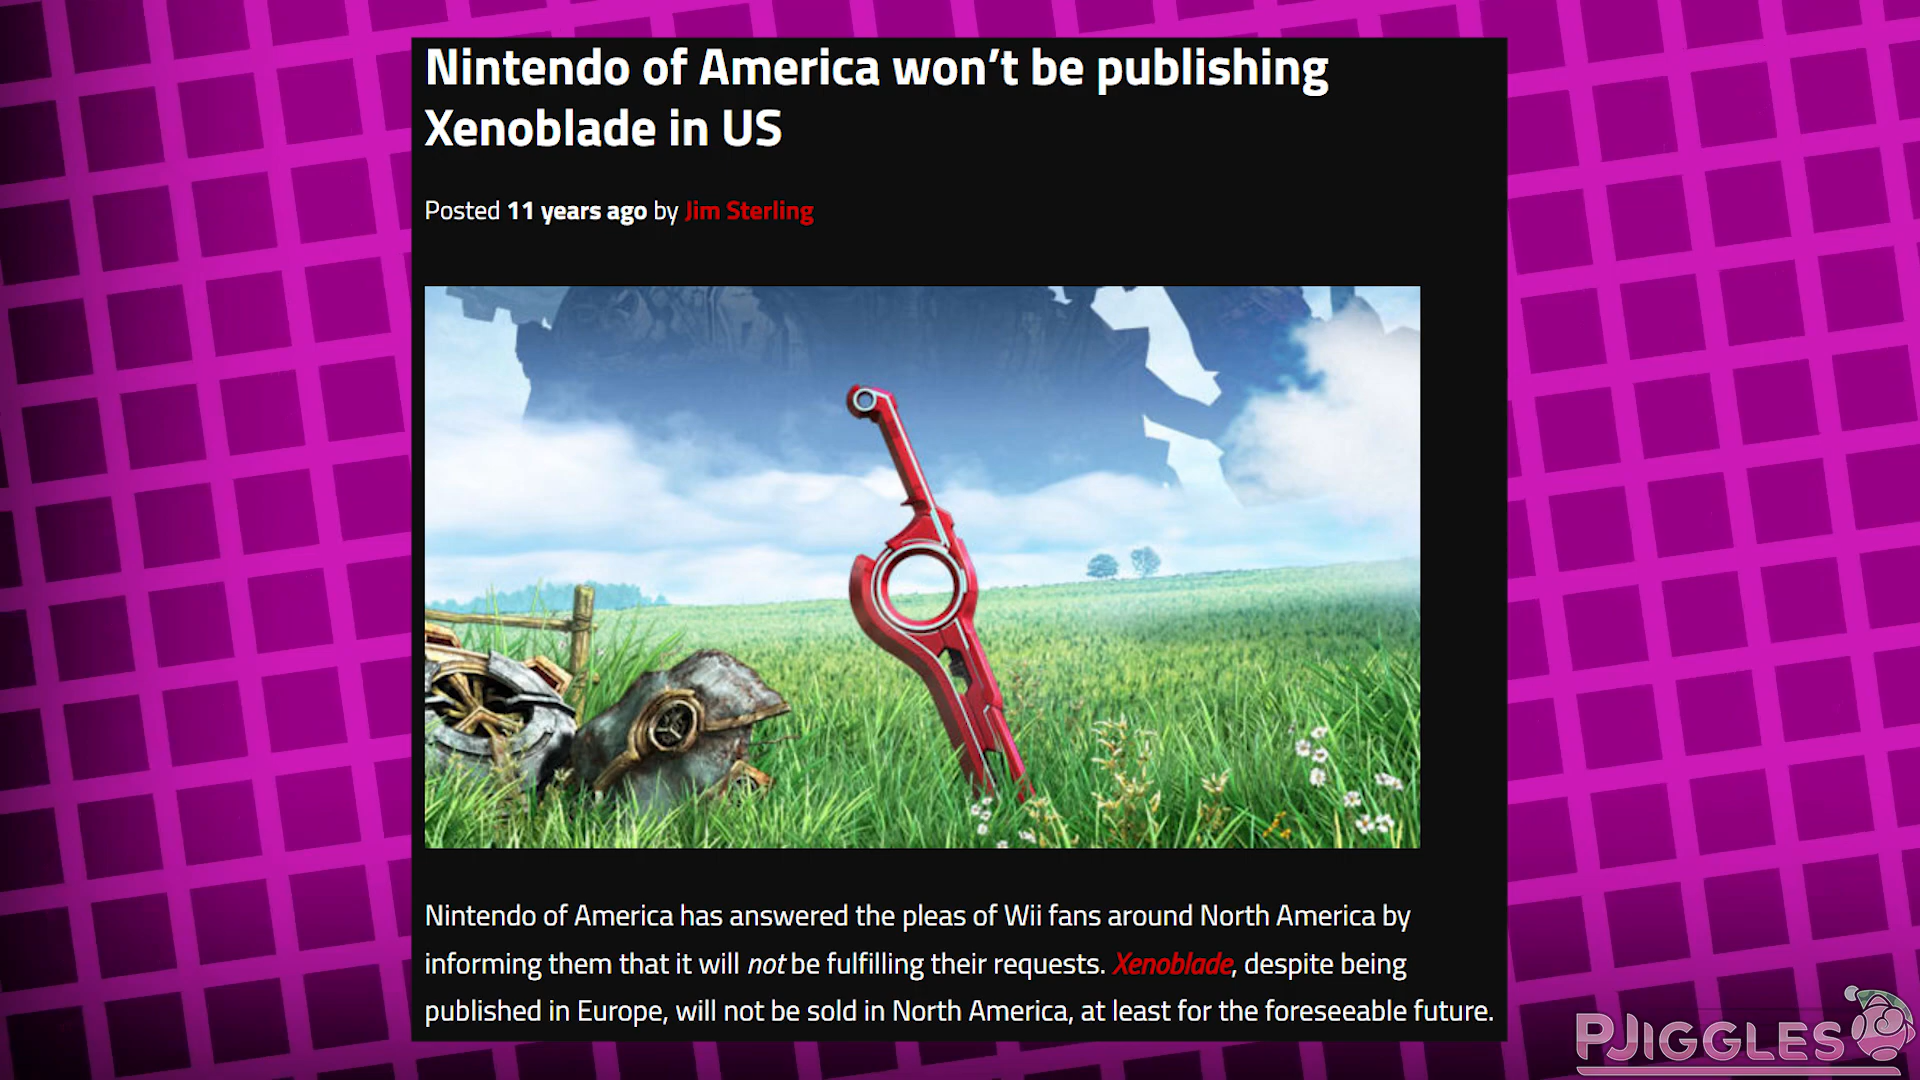 Nintendo of America won’t be publishing
Xenoblade in US
Posted 11 years ago by Jim Sterling
Nintendo of America has answered the pleas of Wii fans around North America by
informing them that it will not be fulfilling their requests. Xenoblade, despite being
published in Europe, will not be sold in North America, at least for the foreseeable future.
PJIGGLES